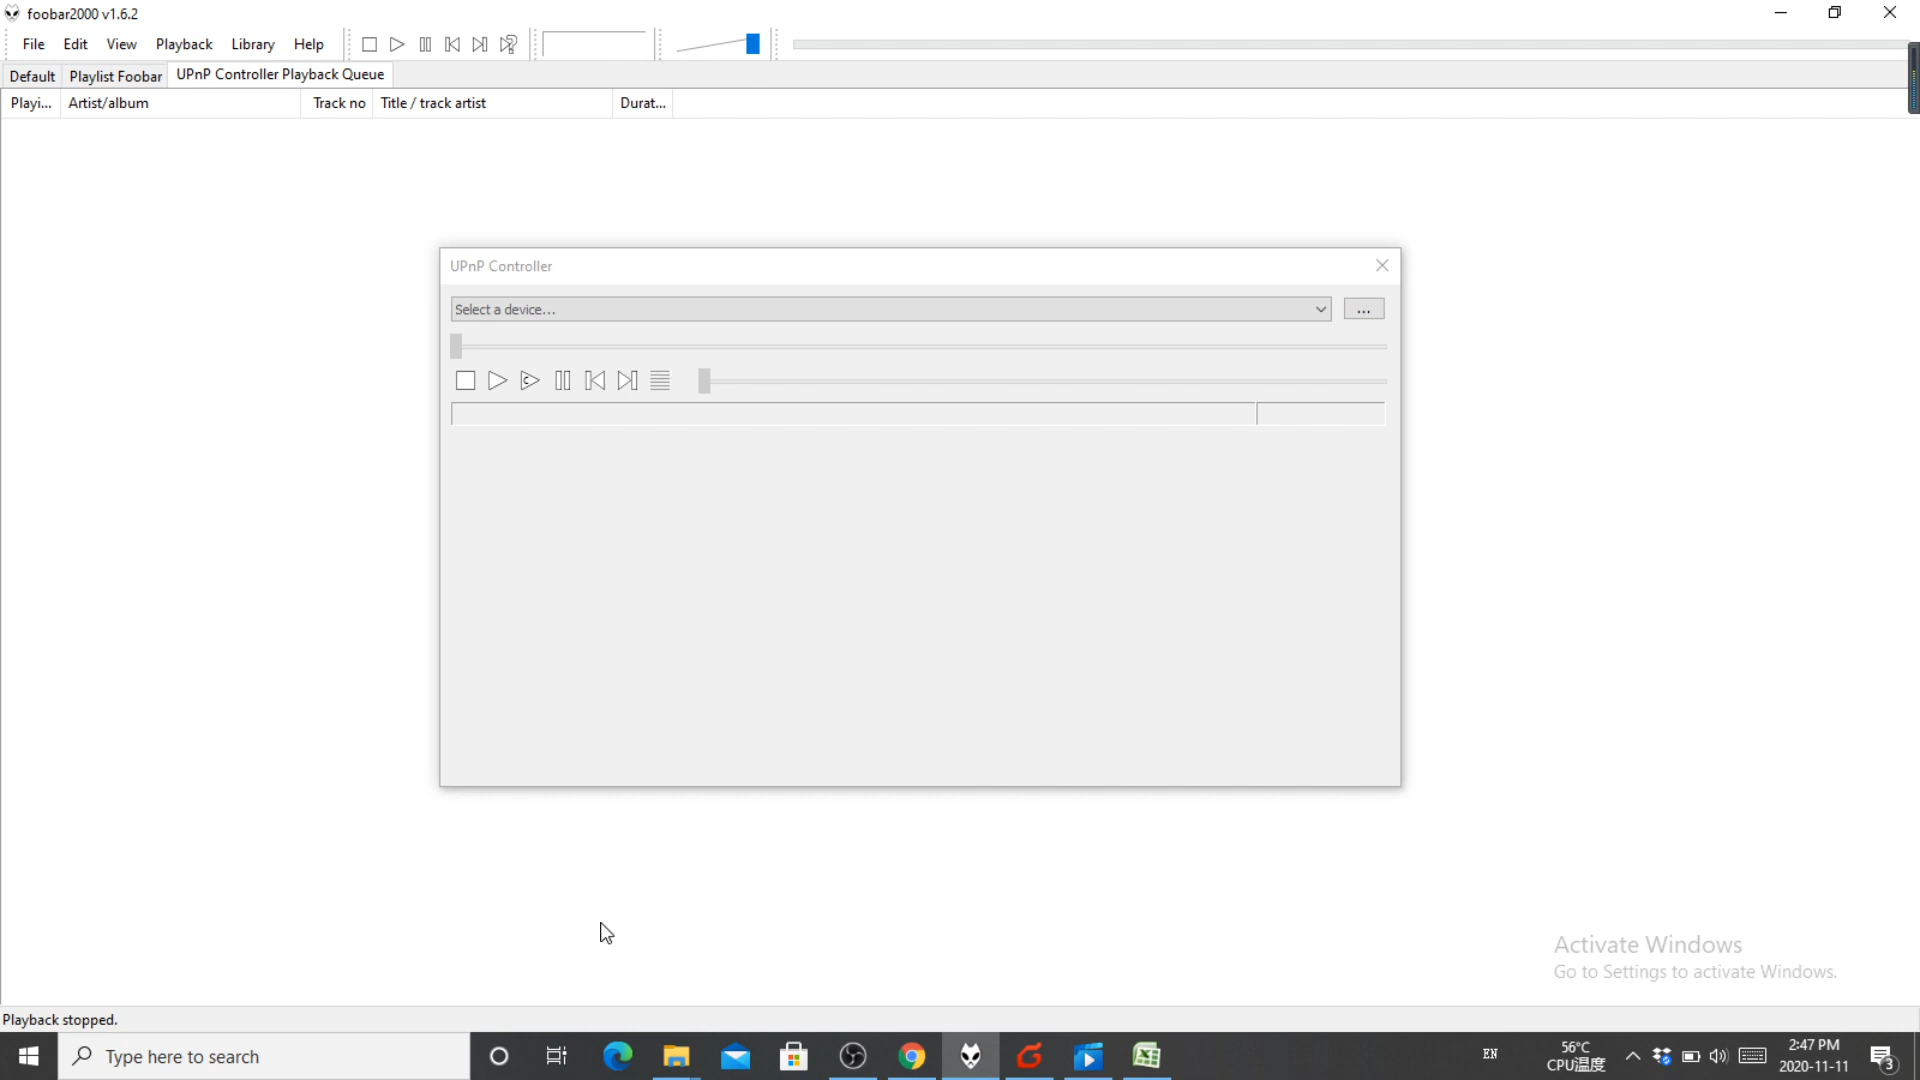 foobar2000 v1.6.2
File Edit View Playback Library Help
Default Playlist Foobar UPnP Controller Playback Queue
Playi... Artist/album Track no Title / track artist Durat...
UPnP Controller
Select a device...
...
Activate Windows
Go to Settings to activate Windows.
Playback stopped.
Type here to search
EN
56°C
CPU温度
2:47 PM
2020-11-11
3